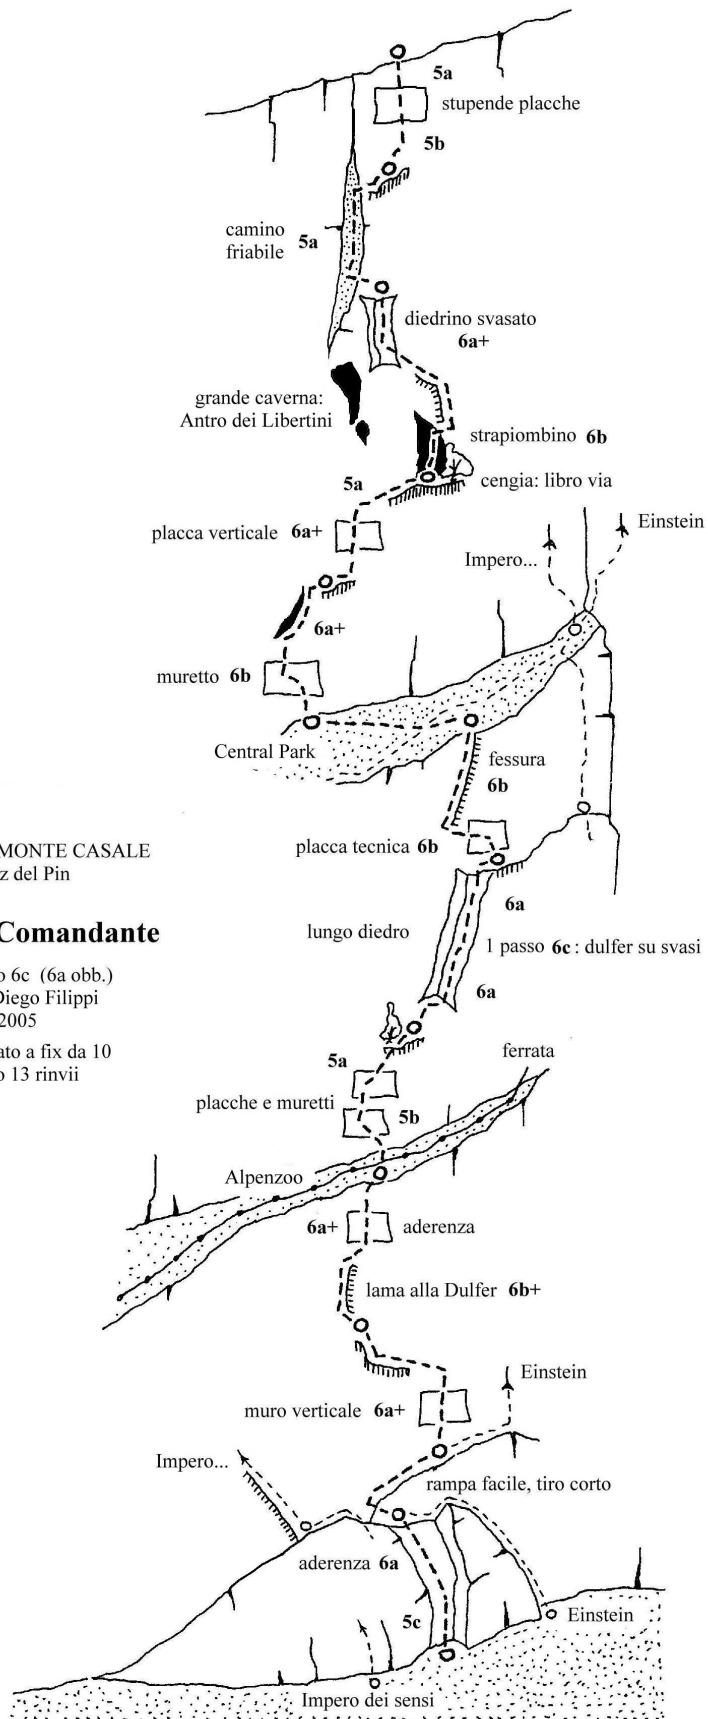 5a
stupende placche
5b
camino
friabile
5a
diedrino svasato
6a+
grande caverna:
Antro dei Libertini
strapiombino 6b
cengia: libro via
5a
placca verticale 6a+
Einstein
Impero...
6a+
muretto 6b
Central Park
fessura
6b
placca tecnica 6b
6a
lungo diedro
1 passo 6c : dulfer su svasi
6a
MONTE CASALE
z del Pin
Comandante
o 6c (6a obb.)
Diego Filippi
2005
ato a fix da 10
o 13 rinvii
ferrata
5a
placche e muretti
5b
Alpenzoo
6a+ aderenza
lama alla Dulfer 6b+
Einstein
muro verticale 6a+
Impero...
rampa facile, tiro corto
aderenza 6a
5c
Einstein
Impero dei sensi